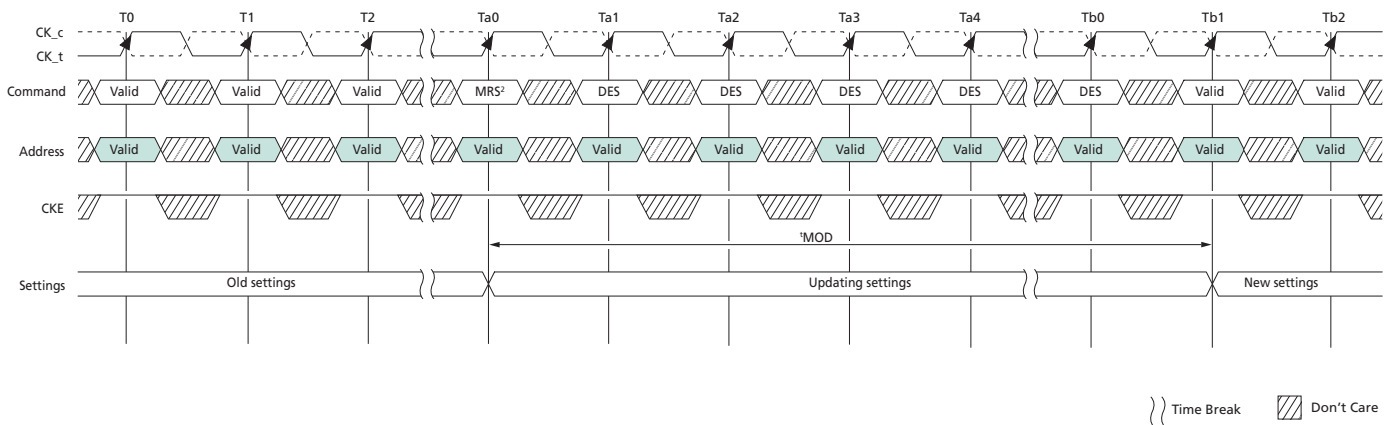 T0 T1 T2 Ta0 Ta1 Ta2 Ta3 Ta4 Tb0 Tb1 Tb2
CK_c
CK_t
Command Valid Valid Valid MRS² DES DES DES DES DES Valid Valid
Address Valid Valid Valid Valid Valid Valid Valid Valid Valid Valid Valid
CKE
tMOD
Settings Old settings Updating settings New settings
Time Break Don't Care